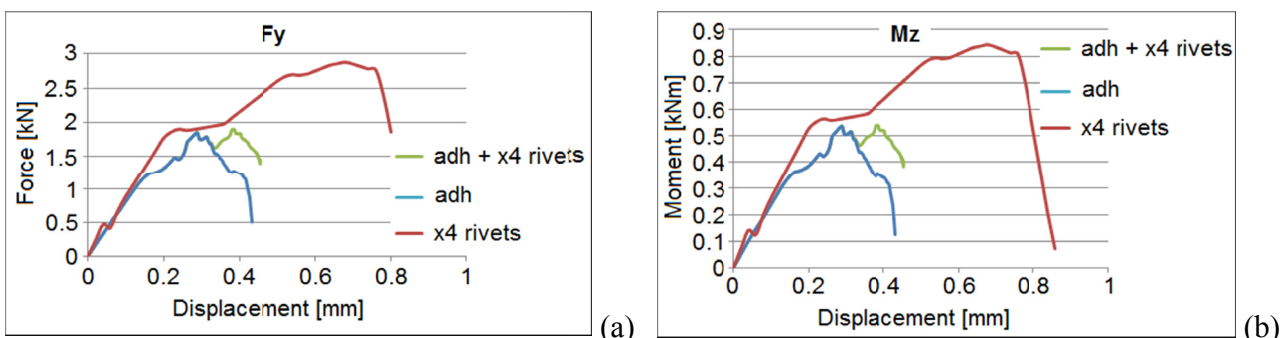 Fy
Force [kN]
3
2.5
2
1.5
1
0.5
0
0
0.2
0.4
0.6
0.8
1
Displacement [mm]
adh + x4 rivets
adh
x4 rivets
(a)
Mz
Moment [kNm]
0.9
0.8
0.7
0.6
0.5
0.4
0.3
0.2
0.1
0
0
0.2
0.4
0.6
0.8
1
Displacement [mm]
adh + x4 rivets
adh
x4 rivets
(b)